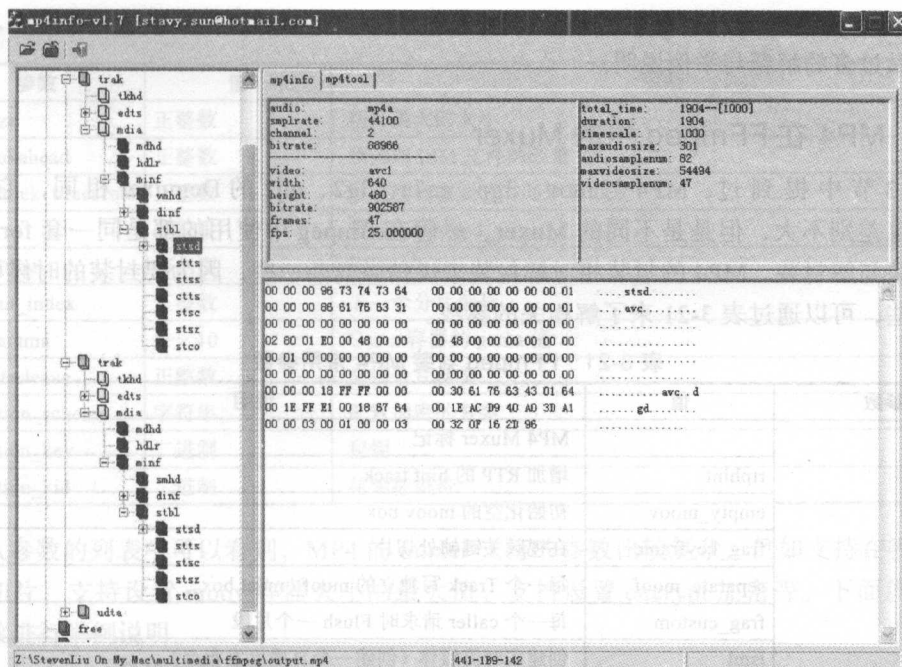 mp4info-v1.7 [stavy.sun@hotmail.com]
trak
tkhd
edts
mdia
mdhd
hdlr
minf
vmhd
dinf
stbl
stsd
stts
stss
ctts
stsc
stsz
stco
trak
tkhd
edts
mdia
mdhd
hdlr
minf
smhd
dinf
stbl
stsd
stts
stsc
stsz
stco
udta
free
mp4info mp4tool
audio: mp4a
smplrate: 44100
channel: 2
bitrate: 88966
video: avc1
width: 640
height: 480
bitrate: 902587
frames: 47
fps: 25.000000
total_time: 1904--[1000]
duration: 1904
timescale: 1000
maxaudiosize: 301
audiosamplenum: 82
maxvideosize: 54494
videosamplenum: 47
00 00 00 96 73 74 73 64 00 00 00 00 00 00 00 01 ....stsd........
00 00 00 86 61 76 63 31 00 00 00 00 00 00 00 01
00 00 00 00 00 00 00 00 00 00 00 00 00 00 00 00
02 80 01 E0 00 48 00 00 00 48 00 00 00 00 00 00
00 00 00 00 00 00 00 00 00 00 00 00 00 00 00 00
00 00 00 00 00 00 00 00 00 00 00 00 00 00 00 00
00 00 00 18 FF FF 00 00 00 30 61 76 63 43 01 64 ..........avc..d
00 1E FF E1 00 18 67 64 00 1E AC D9 40 A0 3D A1 ......gd........
00 00 03 00 01 00 00 03 00 32 0F 16 2D 96
Z:\StevenLiu On My Mac\multimedia\ffmpeg\output.mp4 441-1B9-142